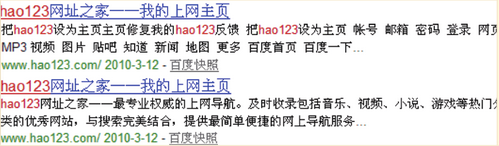 hao123网址之家——我的上网主页
把hao123设为主页主页修复我的hao123反馈 把hao123设为主页 帐号 邮箱 密码 登录 网页
MP3 视频 图片 贴吧 知道 新闻 地图 更多 百度首页 百度一下...
www.hao123.com/ 2010-3-12 - 百度快照
hao123网址之家——我的上网主页
hao123网址之家——最专业权威的上网导航。及时收录包括音乐、视频、小说、游戏等热门分
类的优秀网站，与搜索完美结合，提供最简单便捷的网上导航服务...
www.hao123.com/ 2010-3-12 - 百度快照